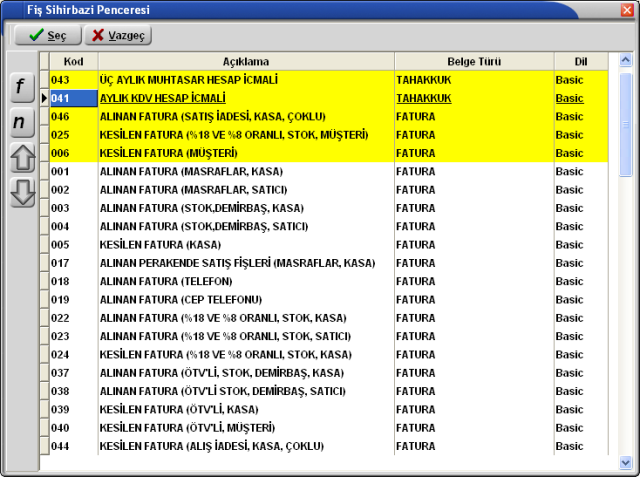 Fiş Sihirbazi Penceresi
Seç Vazgeç
Kod Açıklama Belge Türü Dil
043 ÜÇ AYLIK MUHTASAR HESAP İCMALİ TAHAKKUK Basic
041 AYLIK KDV HESAP İCMALİ TAHAKKUK Basic
046 ALINAN FATURA (SATIŞ İADESİ, KASA, ÇOKLU) FATURA Basic
025 KESİLEN FATURA (%18 VE %8 ORANLI, STOK, MÜŞTERİ) FATURA Basic
006 KESİLEN FATURA (MÜŞTERİ) FATURA Basic
001 ALINAN FATURA (MASRAFLAR, KASA) FATURA Basic
002 ALINAN FATURA (MASRAFLAR, SATICI) FATURA Basic
003 ALINAN FATURA (STOK,DEMİRBAŞ, KASA) FATURA Basic
004 ALINAN FATURA (STOK,DEMİRBAŞ, SATICI) FATURA Basic
005 KESİLEN FATURA (KASA) FATURA Basic
017 ALINAN PERAKENDE SATIŞ FİŞLERİ (MASRAFLAR, KASA) FATURA Basic
018 ALINAN FATURA (TELEFON) FATURA Basic
019 ALINAN FATURA (CEP TELEFONU) FATURA Basic
022 ALINAN FATURA (%18 VE %8 ORANLI, STOK, KASA) FATURA Basic
023 ALINAN FATURA (%18 VE %8 ORANLI, STOK, SATICI) FATURA Basic
024 KESİLEN FATURA (%18 VE %8 ORANLI, STOK, KASA) FATURA Basic
037 ALINAN FATURA (ÖTV'Lİ, STOK, DEMİRBAŞ, KASA) FATURA Basic
038 ALINAN FATURA (ÖTV'Lİ STOK, DEMİRBAŞ, SATICI) FATURA Basic
039 KESİLEN FATURA (ÖTV'Lİ, KASA) FATURA Basic
040 KESİLEN FATURA (ÖTV'Lİ, MÜŞTERİ) FATURA Basic
044 KESİLEN FATURA (ALIŞ İADESİ, KASA, ÇOKLU) FATURA Basic
f
n